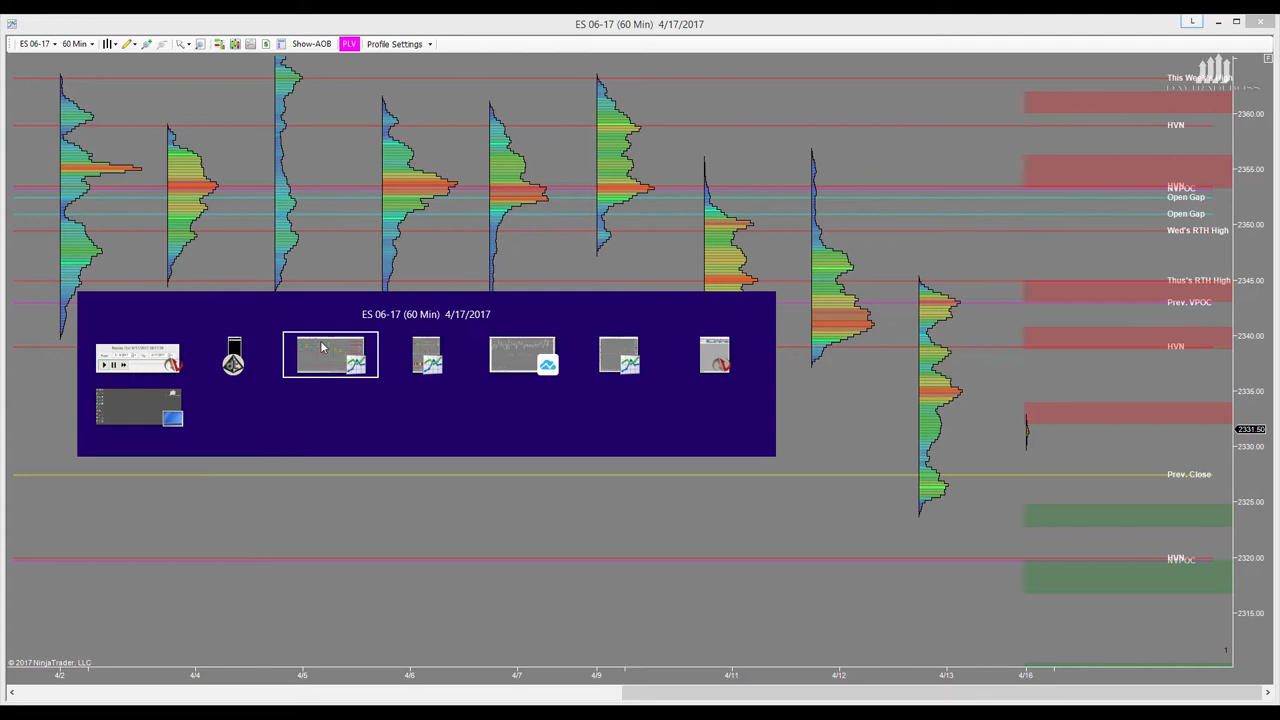 ES 06-17 (60 Min)  4/17/2017
L
ES 06-17
60 Min
Show-AOB
PLV
Profile Settings
F
This Week's High
2360.00
HVN
2355.00
HVN
NVPOC
Open Gap
2350.00
Open Gap
Wed's RTH High
2345.00
Thus's RTH High
Prev. VPOC
2340.00
HVN
2335.00
2331.50
2330.00
Prev. Close
2325.00
2320.00
HVN
NVPOC
2315.00
ES 06-17 (60 Min)  4/17/2017
1
© 2017 NinjaTrader, LLC
4/2
4/4
4/5
4/6
4/7
4/9
4/11
4/12
4/13
4/16